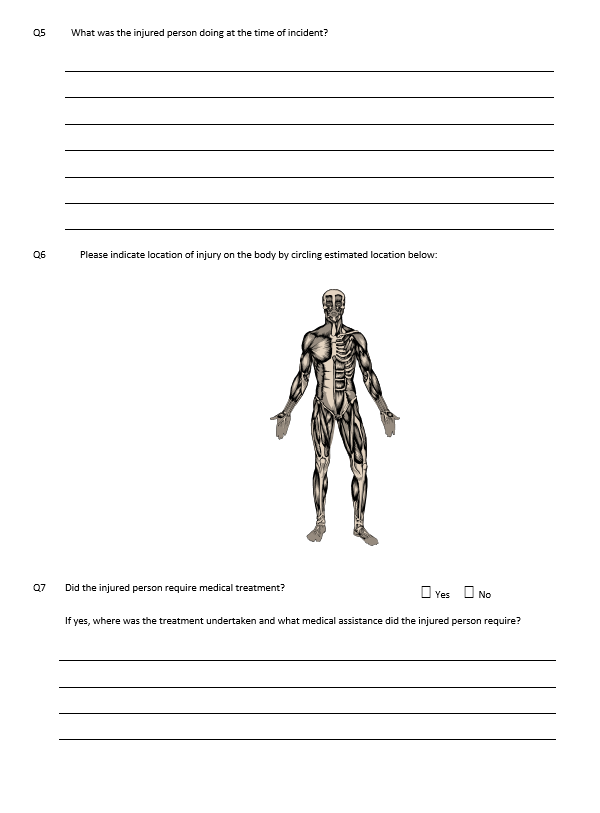 Q5 What was the injured person doing at the time of incident?
Q6 Please indicate location of injury on the body by circling estimated location below:
Q7 Did the injured person require medical treatment? ☐ Yes ☐ No
If yes, where was the treatment undertaken and what medical assistance did the injured person require?